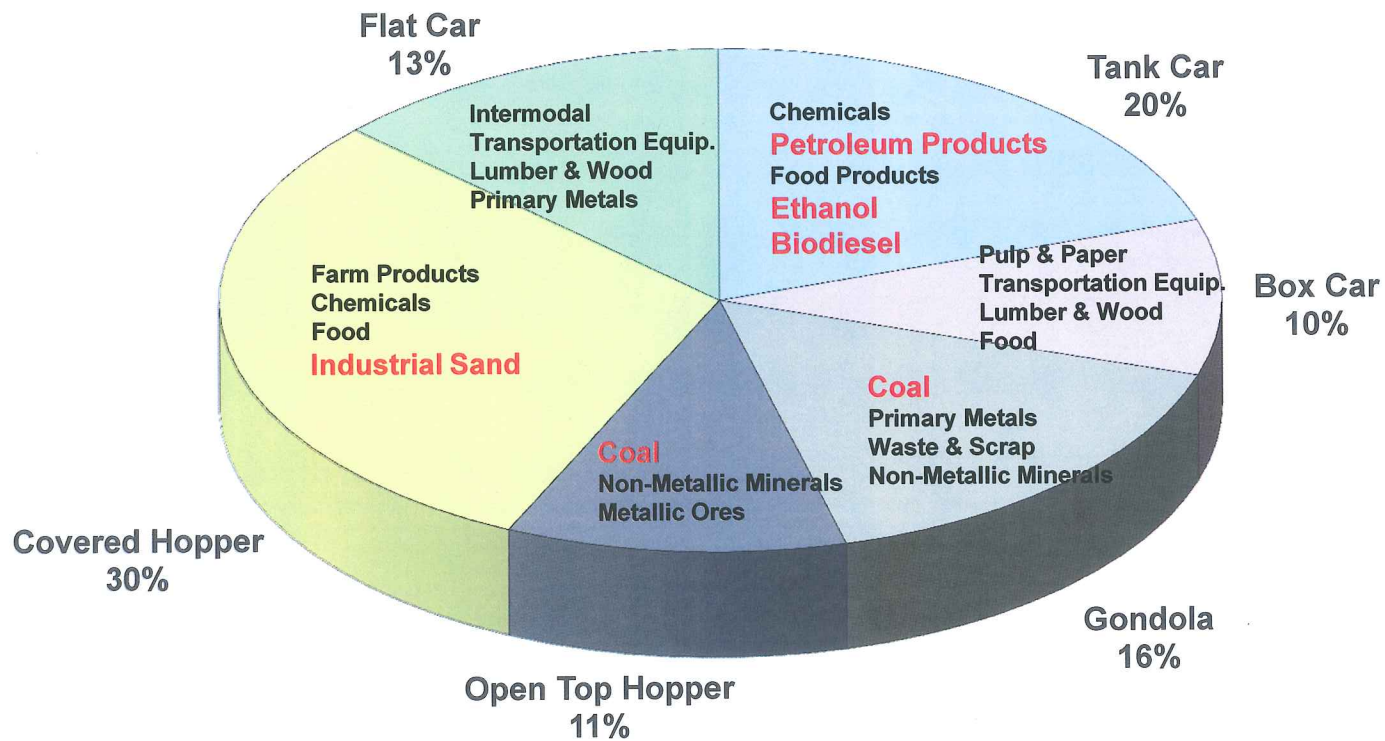 Flat Car
13%
Tank Car
20%
Intermodal
Transportation Equip.
Lumber & Wood
Primary Metals
Chemicals
Petroleum Products
Food Products
Ethanol
Biodiesel
Pulp & Paper
Transportation Equip.
Lumber & Wood
Food
Box Car
10%
Farm Products
Chemicals
Food
Industrial Sand
Coal
Primary Metals
Waste & Scrap
Non-Metallic Minerals
Coal
Non-Metallic Minerals
Metallic Ores
Covered Hopper
30%
Gondola
16%
Open Top Hopper
11%